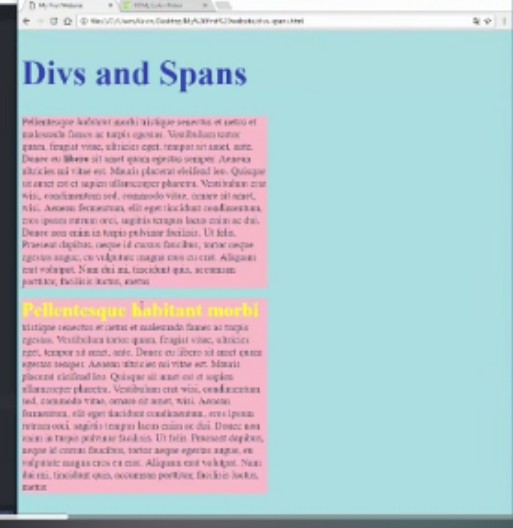 My First Website
HTML Color Picker
Divs and Spans
Pellentesque habitant morbi tristique senectus et netus et
malesuada fames ac turpis egestas. Vestibulum tortor
quam, feugiat vitae, ultricies eget, tempor sit amet, ante.
Donec eu libero sit amet quam egestas semper. Aenean
ultricies mi vitae est. Mauris placerat eleifend leo. Quisque
sit amet est et sapien ullamcorper pharetra. Vestibulum erat
wisi, condimentum sed, commodo vitae, ornare sit amet,
wisi. Aenean fermentum, elit eget tincidunt condimentum,
eros ipsum rutrum orci, sagittis tempus lacus enim ac dui.
Donec non enim in turpis pulvinar facilisis. Ut felis.
Praesent dapibus, neque id cursus faucibus, tortor neque
egestas augue, eu vulputate magna eros eu erat. Aliquam
erat volutpat. Nam dui mi, tincidunt quis, accumsan
porttitor, facilisis luctus, metus
Pellentesque habitant morbi
tristique senectus et netus et malesuada fames ac turpis
egestas. Vestibulum tortor quam, feugiat vitae, ultricies
eget, tempor sit amet, ante. Donec eu libero sit amet quam
egestas semper. Aenean ultricies mi vitae est. Mauris
placerat eleifend leo. Quisque sit amet est et sapien
ullamcorper pharetra. Vestibulum erat wisi, condimentum
sed, commodo vitae, ornare sit amet, wisi. Aenean
fermentum, elit eget tincidunt condimentum, eros ipsum
rutrum orci, sagittis tempus lacus enim ac dui. Donec non
enim in turpis pulvinar facilisis. Ut felis. Praesent dapibus,
neque id cursus faucibus, tortor neque egestas augue, eu
vulputate magna eros eu erat. Aliquam erat volutpat. Nam
dui mi, tincidunt quis, accumsan porttitor, facilisis luctus,
metus